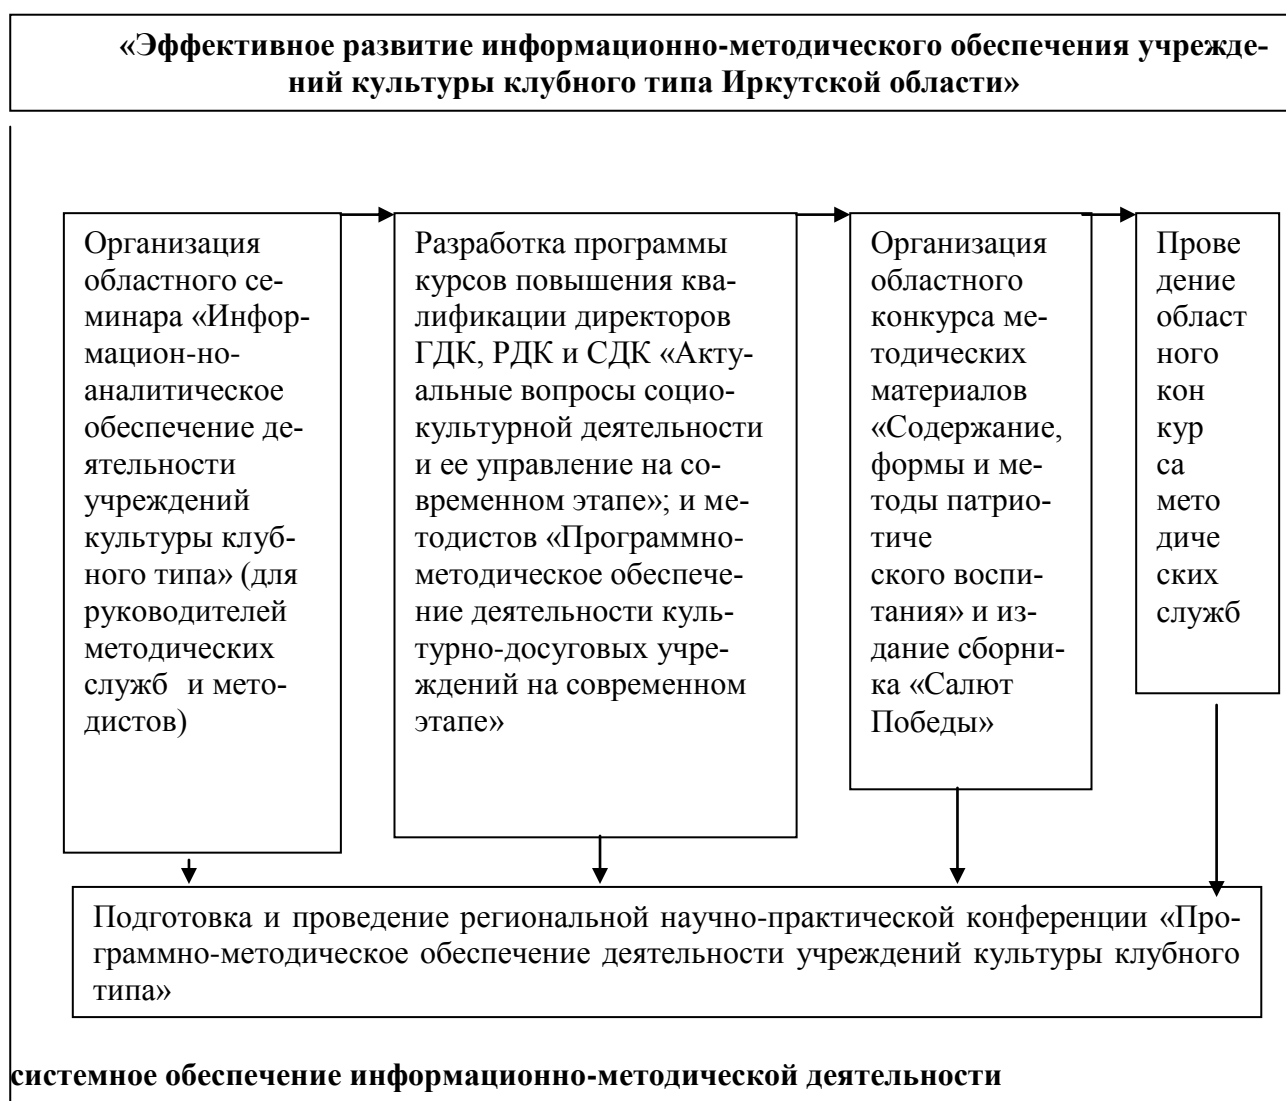 «Эффективное развитие информационно-методического обеспечения учрежде-
ний культуры клубного типа Иркутской области»
Организация
областного се-
минара «Инфор-
мацион-но-
аналитическое
обеспечение де-
ятельности
учреждений
культуры клуб-
ного типа» (для
руководителей
методических
служб и мето-
дистов)
Разработка программы
курсов повышения ква-
лификации директоров
ГДК, РДК и СДК «Акту-
альные вопросы социо-
культурной деятельности
и ее управление на со-
временном этапе»; и ме-
тодистов «Программно-
методическое обеспече-
ние деятельности куль-
турно-досуговых учре-
ждений на современном
этапе»
Организация
областного
конкурса ме-
тодических
материалов
«Содержание,
формы и ме-
тоды патрио-
тиче
ского воспи-
тания» и из-
дание сборни-
ка «Салют
Победы»
Прове
дение
област
ного
кон
кур
са
мето
диче
ских
служб
Подготовка и проведение региональной научно-практической конференции «Про-
граммно-методическое обеспечение деятельности учреждений культуры клубного
типа»
системное обеспечение информационно-методической деятельности